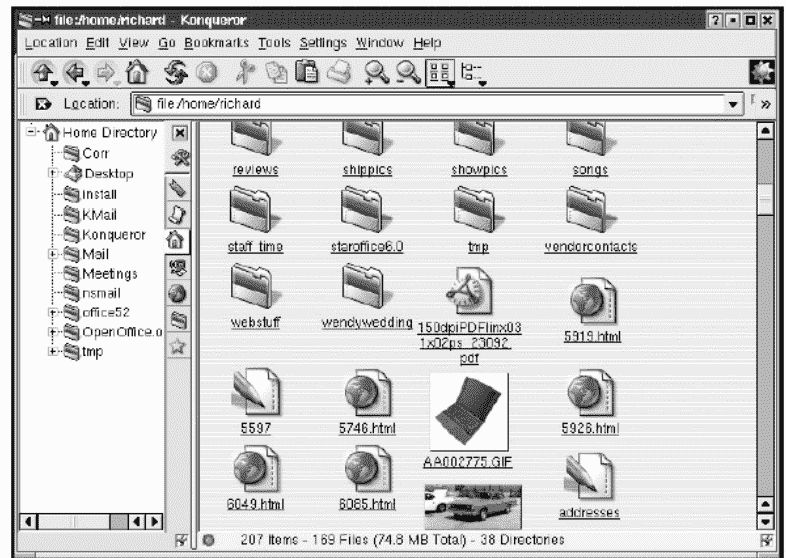 file:/home/richard - Konqueror
Location Edit View Go Bookmarks Tools Settings Window Help
Location: file:/home/richard
Home Directory
Corr
Desktop
install
KMail
Konqueror
Mail
Meetings
nsmail
office52
OpenOffice.o
tmp
reviews shippics showpics songs
staff time staroffice6.0 tmp vendorcontacts
webstuff wendywedding 150dpiPDFlinx03 5919.html
1x02ps_23092.
pdf
5597 5746.html 5926.html
AA002775.GIF
6049.html 6085.html addresses
207 Items - 169 Files (74.8 MB Total) - 38 Directories